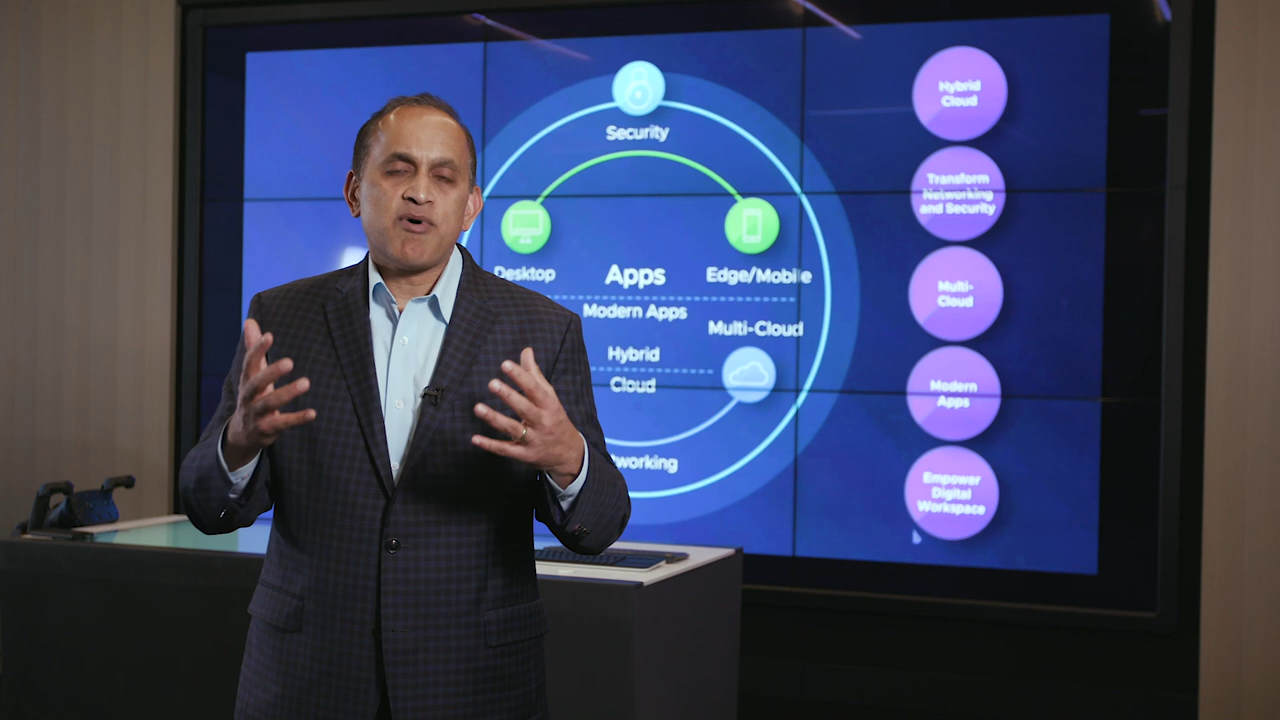 Security
Desktop
Apps
Edge/Mobile
Modern Apps
Multi-Cloud
Hybrid
Cloud
Hybrid
Cloud
Transform
Networking
and Security
Multi-
Cloud
Modern
Apps
Empower
Digital
Workspace